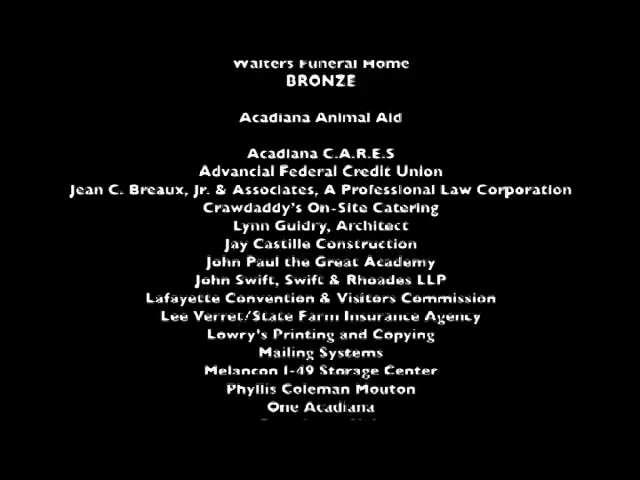 Walters Funeral Home
BRONZE
Acadiana Animal Aid
Acadiana C.A.R.E.S
Advancial Federal Credit Union
Jean C. Breaux, Jr. & Associates, A Professional Law Corporation
Crawdaddy's On-Site Catering
Lynn Guidry, Architect
Jay Castille Construction
John Paul the Great Academy
John Swift, Swift & Rhoades LLP
Lafayette Convention & Visitors Commission
Lee Verret/State Farm Insurance Agency
Lowry's Printing and Copying
Mailing Systems
Melancon I-49 Storage Center
Phyllis Coleman Mouton
One Acadiana